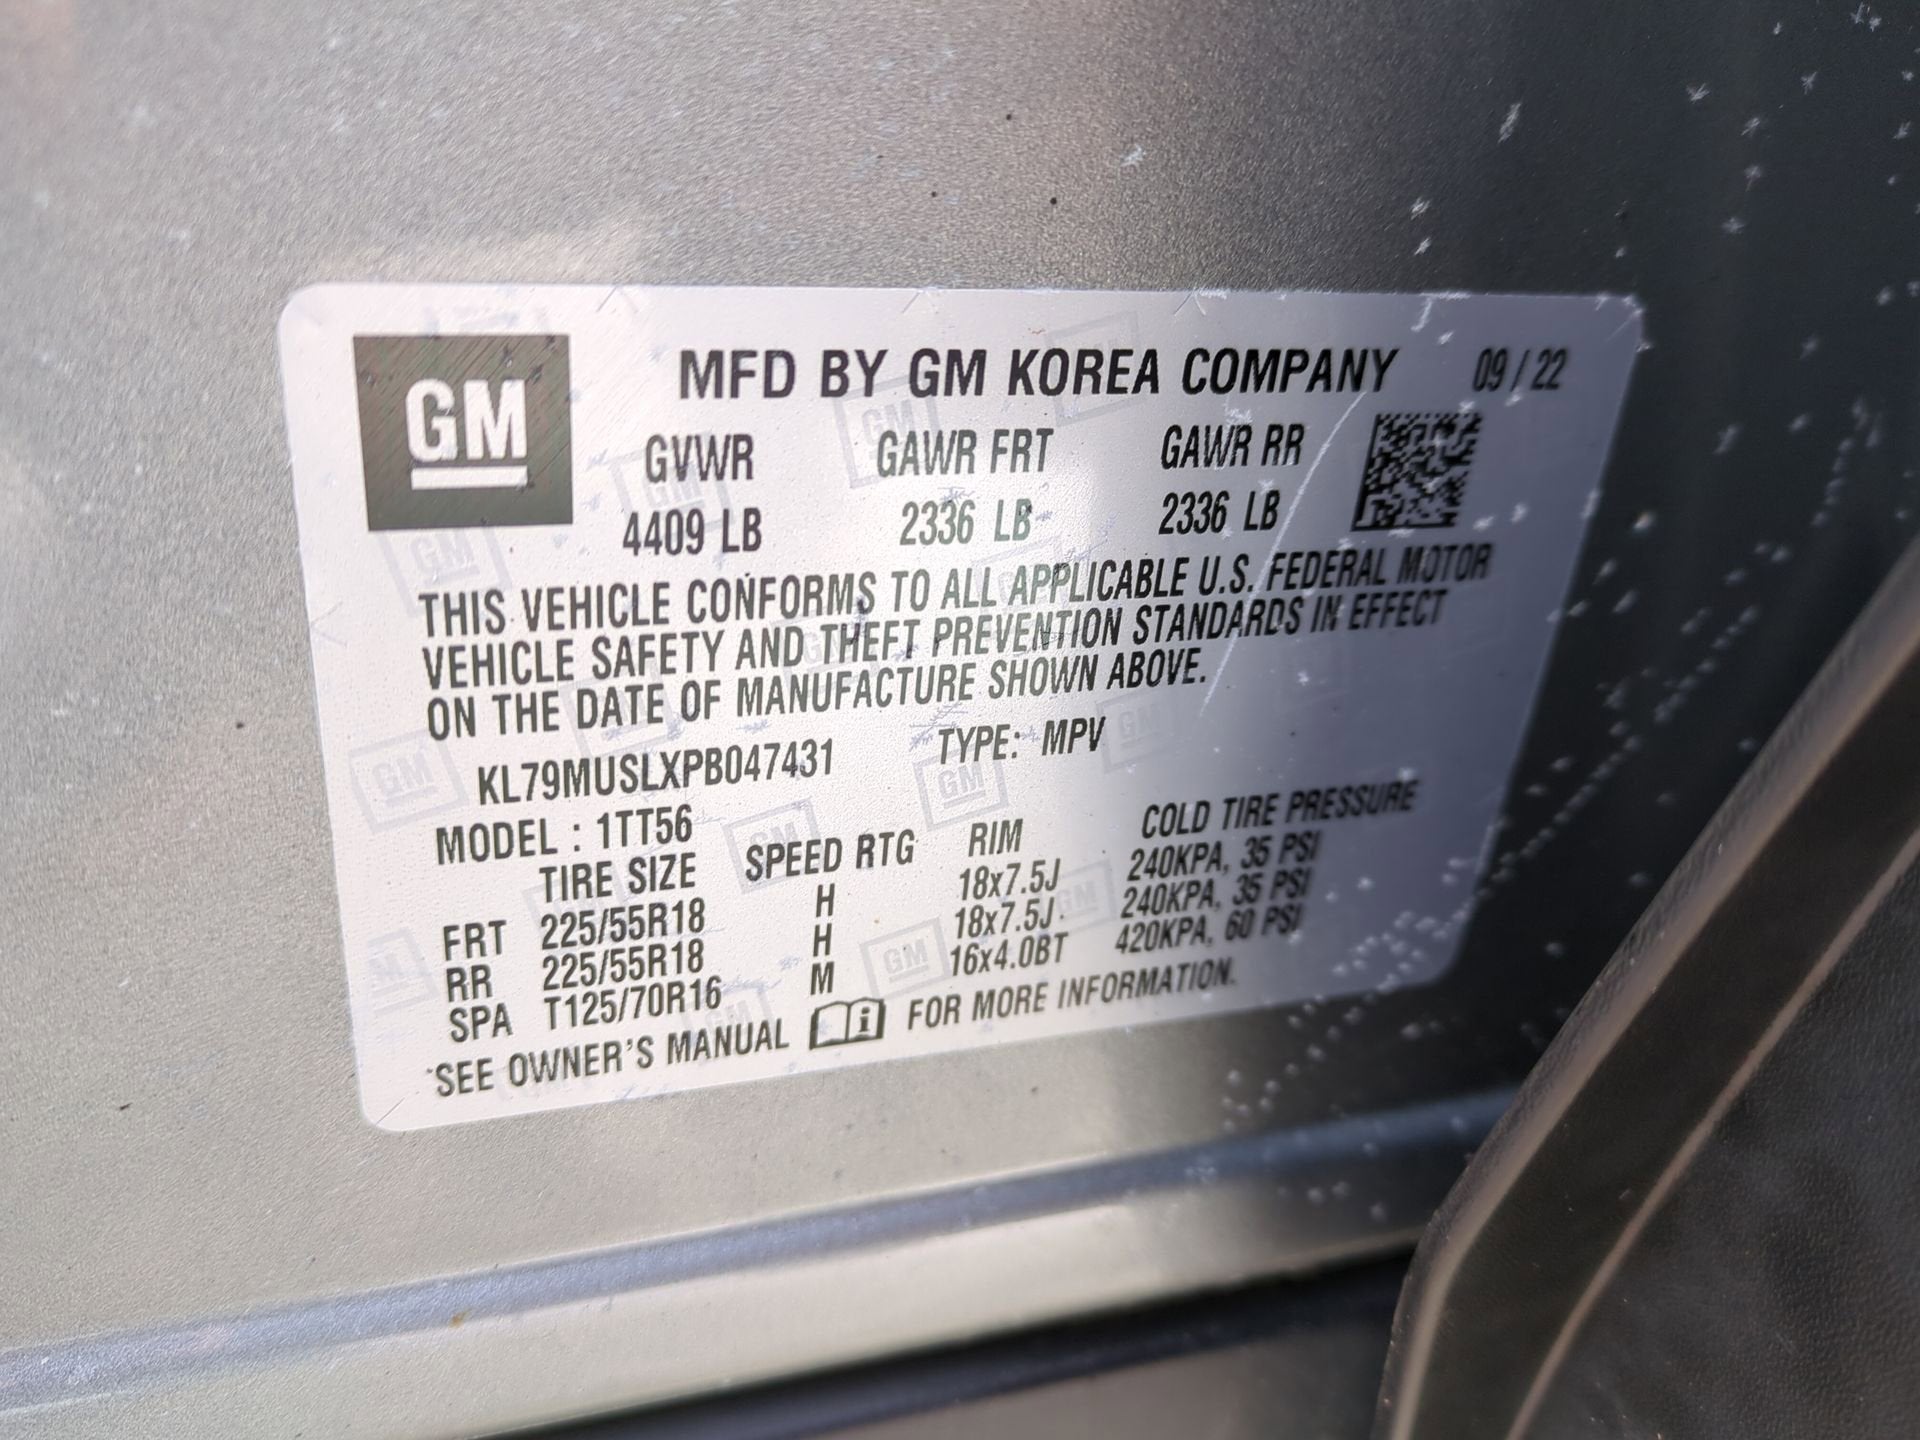 GM
MFD BY GM KOREA COMPANY 09 / 22
GVWR GAWR FRT GAWR RR
4409 LB 2336 LB 2336 LB
THIS VEHICLE CONFORMS TO ALL APPLICABLE U.S. FEDERAL MOTOR
VEHICLE SAFETY AND THEFT PREVENTION STANDARDS IN EFFECT
ON THE DATE OF MANUFACTURE SHOWN ABOVE.
KL79MUSLXPB047431 TYPE: MPV
MODEL : 1TT56
TIRE SIZE SPEED RTG RIM COLD TIRE PRESSURE
FRT 225/55R18 H 18x7.5J 240KPA, 35 PSI
RR 225/55R18 H 18x7.5J 240KPA, 35 PSI
SPA T125/70R16 M 16x4.0BT 420KPA, 60 PSI
SEE OWNER'S MANUAL i FOR MORE INFORMATION.